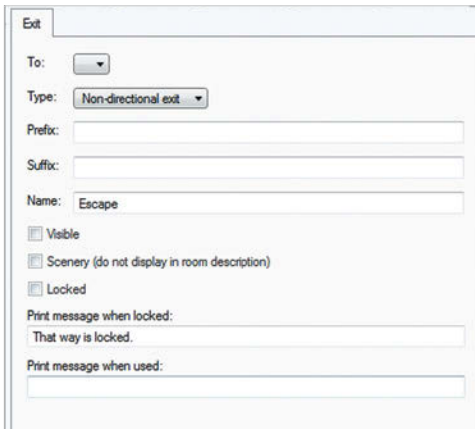 Exit
To:
Type: Non-directional exit
Prefix:
Suffix:
Name: Escape
Visible
Scenery (do not display in room description)
Locked
Print message when locked:
That way is locked.
Print message when used: